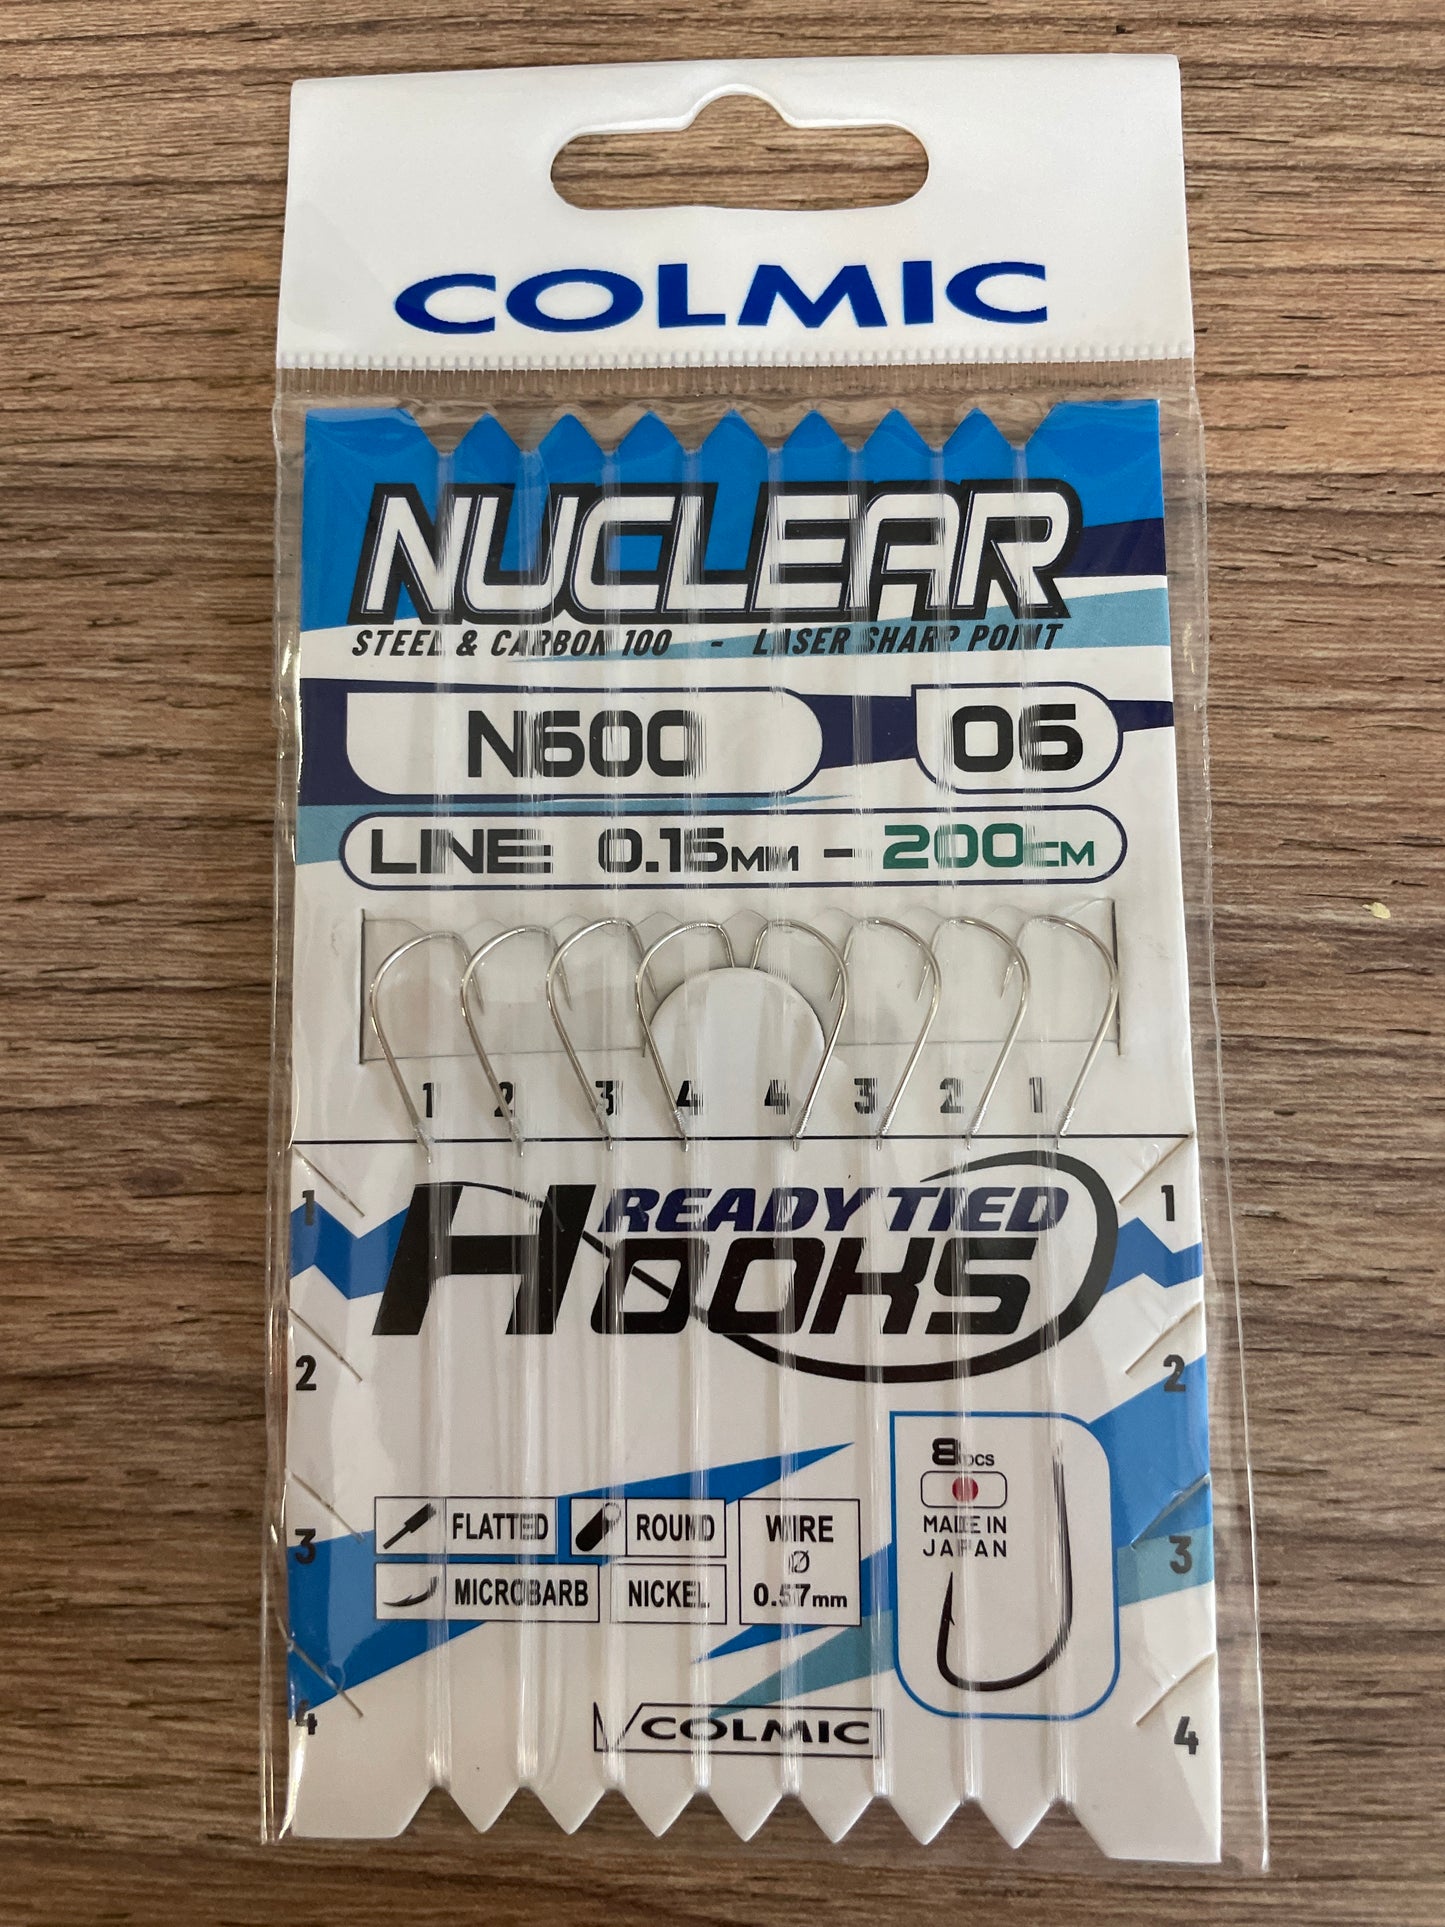 COLMIC
NUCLEAR
STEEL & CARBON 100 - LASER SHARP POINT
N600 06
LINE: 0.15MM - 200CM
1 2 3 4 4 3 2 1
READY TIED
HOOKS
1 1
2 2
3 3
4 4
8PCS
MADE IN
JAPAN
FLATTED ROUND WIRE
Ø
MICROBARB NICKEL 0.57mm
COLMIC